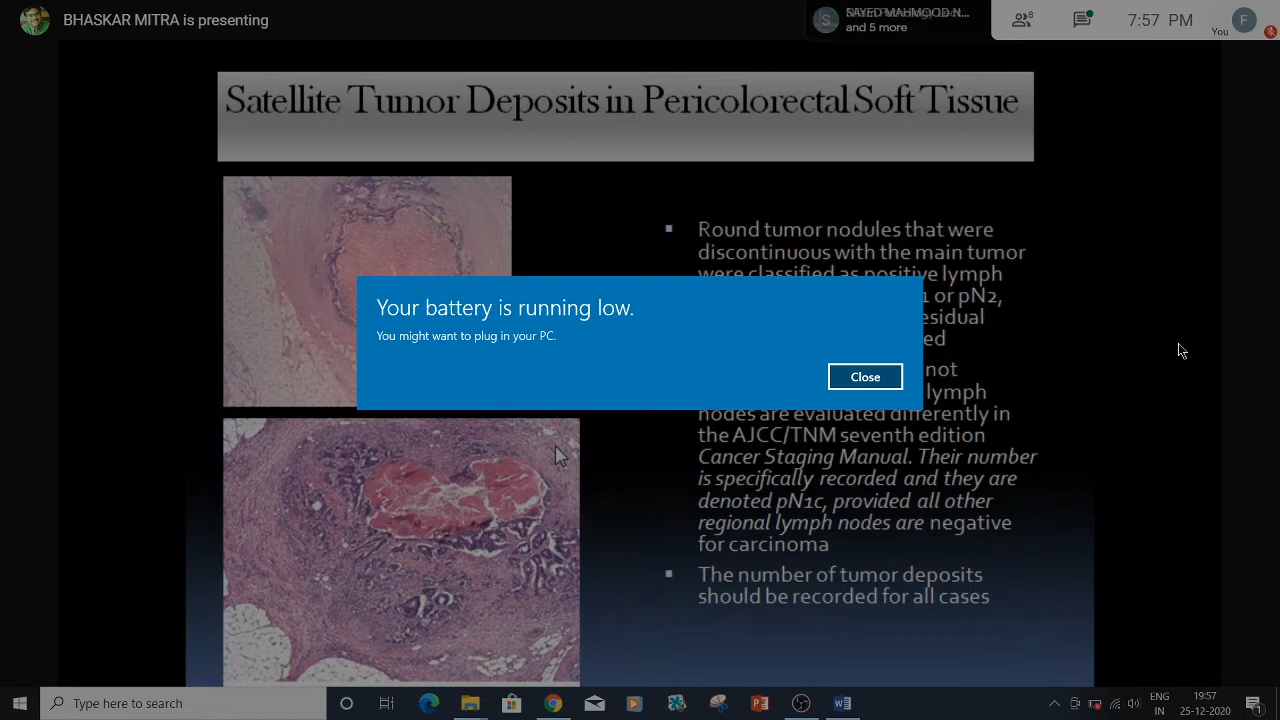 BHASKAR MITRA is presenting
S
SAYED MAHMOOD N...
and 5 more
8
7:57 PM
You
F
Satellite Tumor Deposits in Pericolorectal Soft Tissue
Round tumor nodules that were
discontinuous with the main tumor
were classified as positive lymph
1 or pN2,
esidual
ed
not
lymph
nodes are evaluated differently in
the AJCC/TNM seventh edition
Cancer Staging Manual. Their number
is specifically recorded and they are
denoted pN1c, provided all other
regional lymph nodes are negative
for carcinoma
The number of tumor deposits
should be recorded for all cases
Your battery is running low.
You might want to plug in your PC.
Close
Type here to search
ENG
IN
19:57
25-12-2020